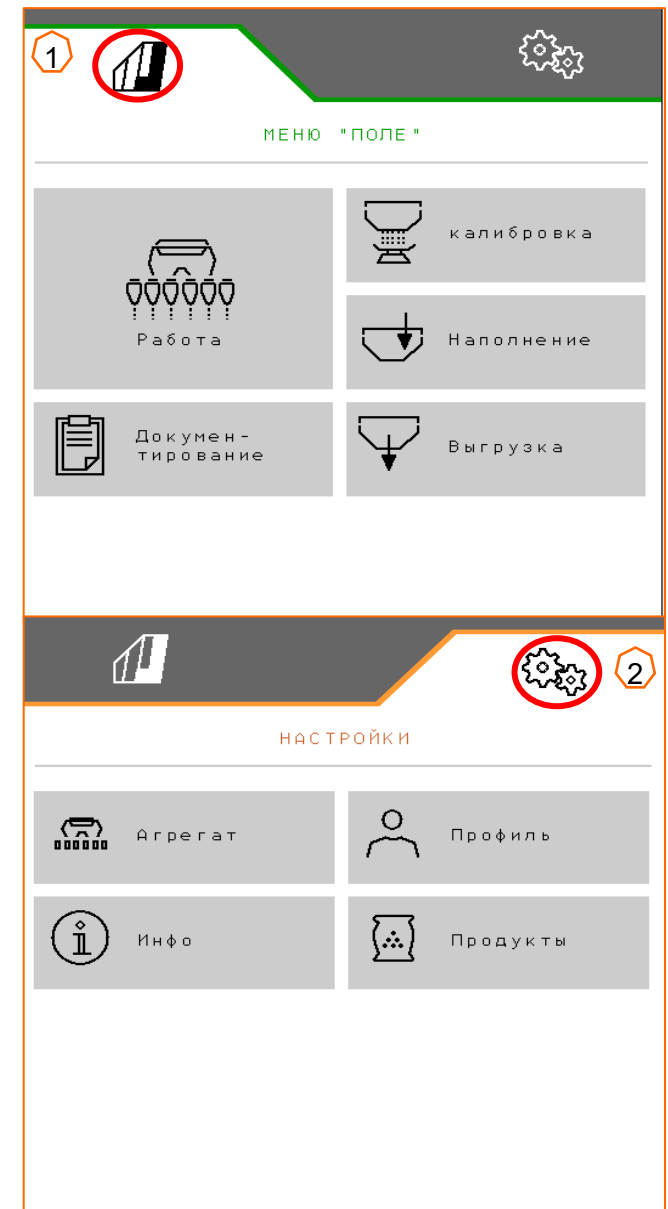 1
МЕНЮ "ПОЛЕ"
Работа
калибровка
Наполнение
Докумен-
тирование
Выгрузка
2
НАСТРОЙКИ
Агрегат
Профиль
Инфо
Продукты